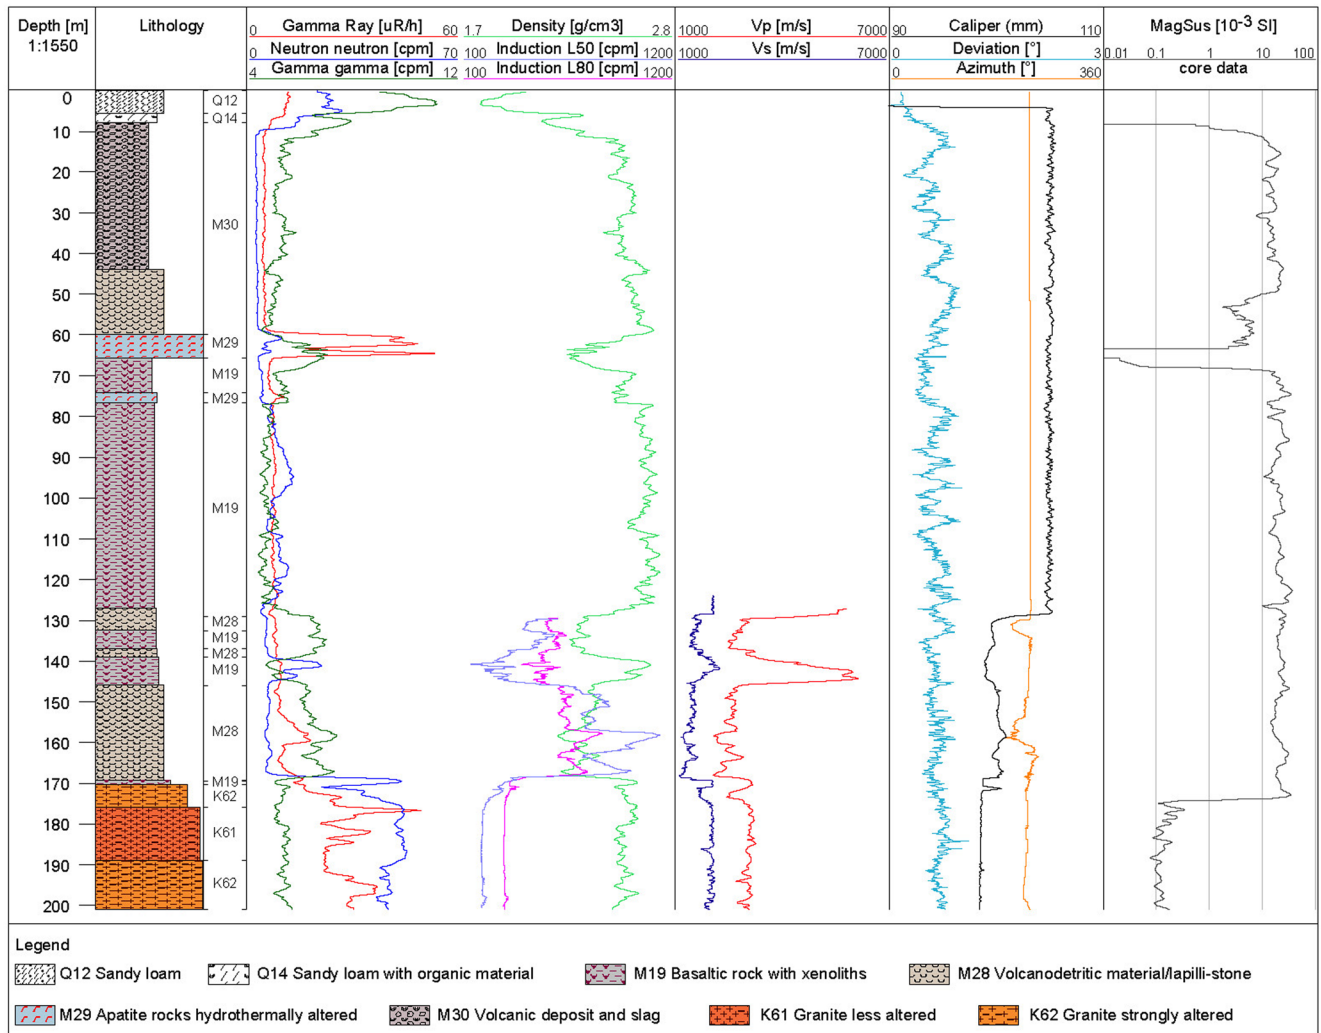 Depth [m]
1:1550
Lithology
Gamma Ray [uR/h]
0 60
Neutron neutron [cpm]
0 70
Gamma gamma [cpm]
4 12
Density [g/cm3]
1.7 2.8
Induction L50 [cpm]
100 1200
Induction L80 [cpm]
100 1200
Vp [m/s]
1000 7000
Vs [m/s]
1000 7000
Caliper (mm)
90 110
Deviation [°]
0 3
Azimuth [°]
0 360
MagSus [10-3 SI]
0.01 0.1 1 10 100
core data
0
10
20
30
40
50
60
70
80
90
100
110
120
130
140
150
160
170
180
190
200
Q12
Q14
M30
M29
M19
M29
M19
M28
M19
M28
M19
M28
M19
K62
K61
K62
Legend
Q12 Sandy loam
Q14 Sandy loam with organic material
M19 Basaltic rock with xenoliths
M28 Volcanodetritic material/lapilli-stone
M29 Apatite rocks hydrothermally altered
M30 Volcanic deposit and slag
K61 Granite less altered
K62 Granite strongly altered